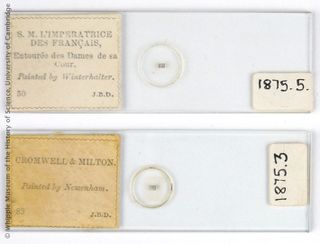 S. M. L'IMPERATRICE
DES FRANÇAIS,
Entourée des Dames de sa
Cour.
Painted by Winterhalter.
50 J.B.D.
1875.5.
CROMWELL & MILTON.
Painted by Newenham.
83 J.B.D.
1875.3
© Whipple Museum of the History of Science, University of Cambridge